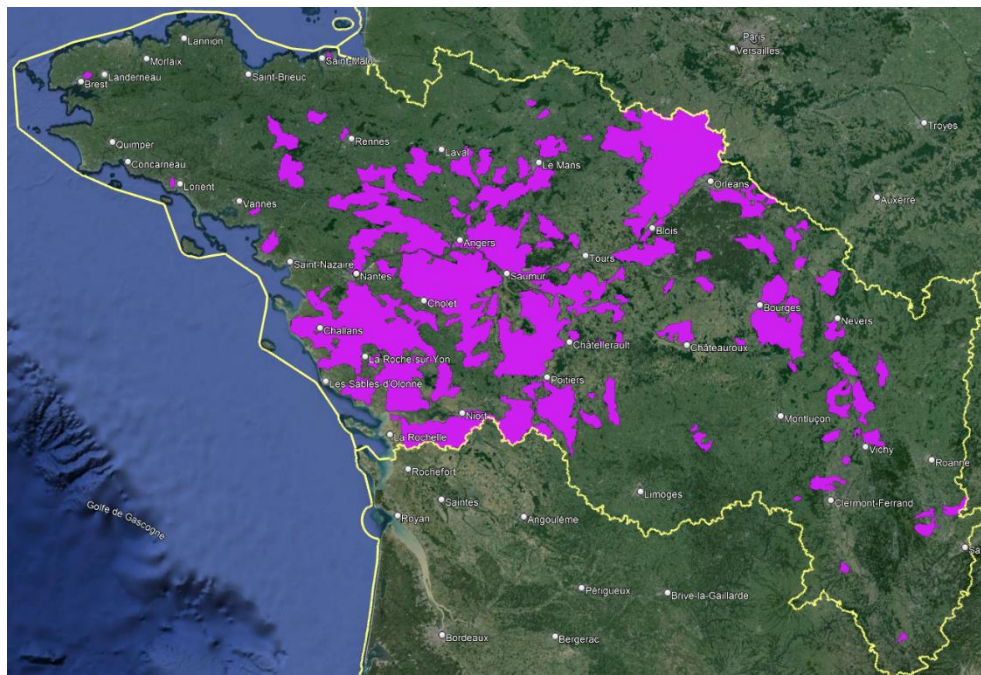 Lannion
Paris
Versailles
Morlaix
Saint-Malo
Landerneau
Saint-Brieuc
Brest
Troyes
Quimper
Rennes
Laval
Concarneau
Le Mans
Lorient
Orleans
Vannes
Auxerre
Blois
Angers
Tours
Saint-Nazaire
Nantes
Saumur
Cholet
Bourges
Nevers
Challans
Châtellerault
Châteauroux
La Roche-sur-Yon
Les Sables-d'Olonne
Poitiers
Niort
Montluçon
La Rochelle
Vichy
Roanne
Rochefort
Limoges
Saintes
Clermont-Ferrand
Golfe de Gascogne
Royan
Angoulême
Sa
Périgueux
Brive-la-Gaillarde
Bordeaux
Bergerac